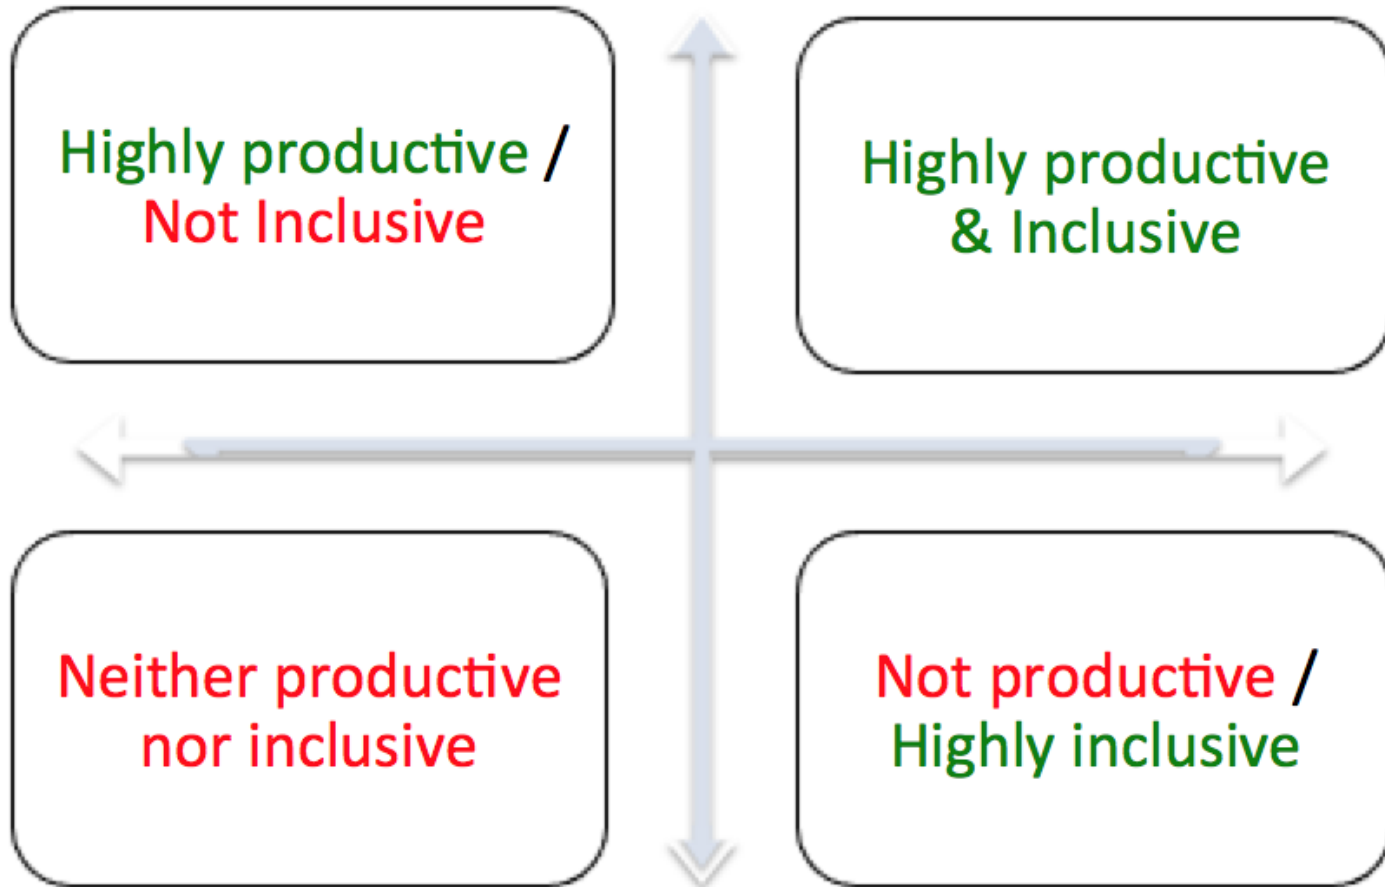 Highly productive /
Not Inclusive
Highly productive
& Inclusive
Neither productive
nor inclusive
Not productive /
Highly inclusive